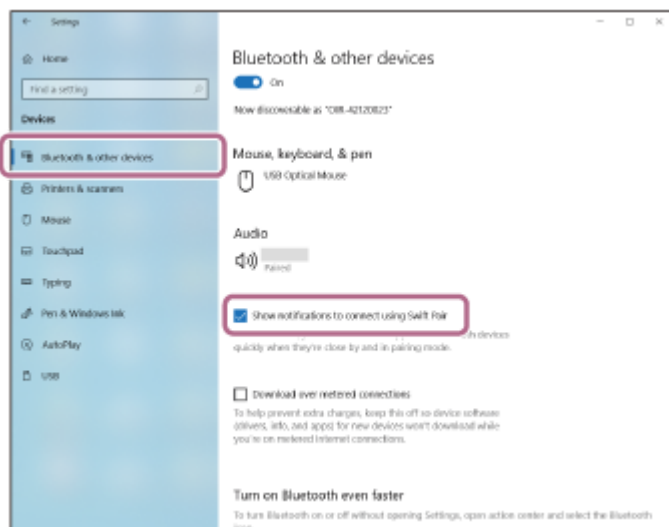 Settings
Home
Find a setting
Devices
Bluetooth & other devices
Printers & scanners
Mouse
Touchpad
Typing
Pen & Windows Ink
AutoPlay
USB
Bluetooth & other devices
On
Now discoverable as
Mouse, keyboard, & pen
USB Optical Mouse
Audio
Paired
Show notifications to connect using Swift Pair
devices
quickly when they're close by and in pairing mode.
Download over metered connections
To help prevent extra charges, keep this off so device software
(drivers, info, and apps) for new devices won't download while
you're on metered Internet connections.
Turn on Bluetooth even faster
To turn Bluetooth on or off without opening Settings, open action center and select the Bluetooth